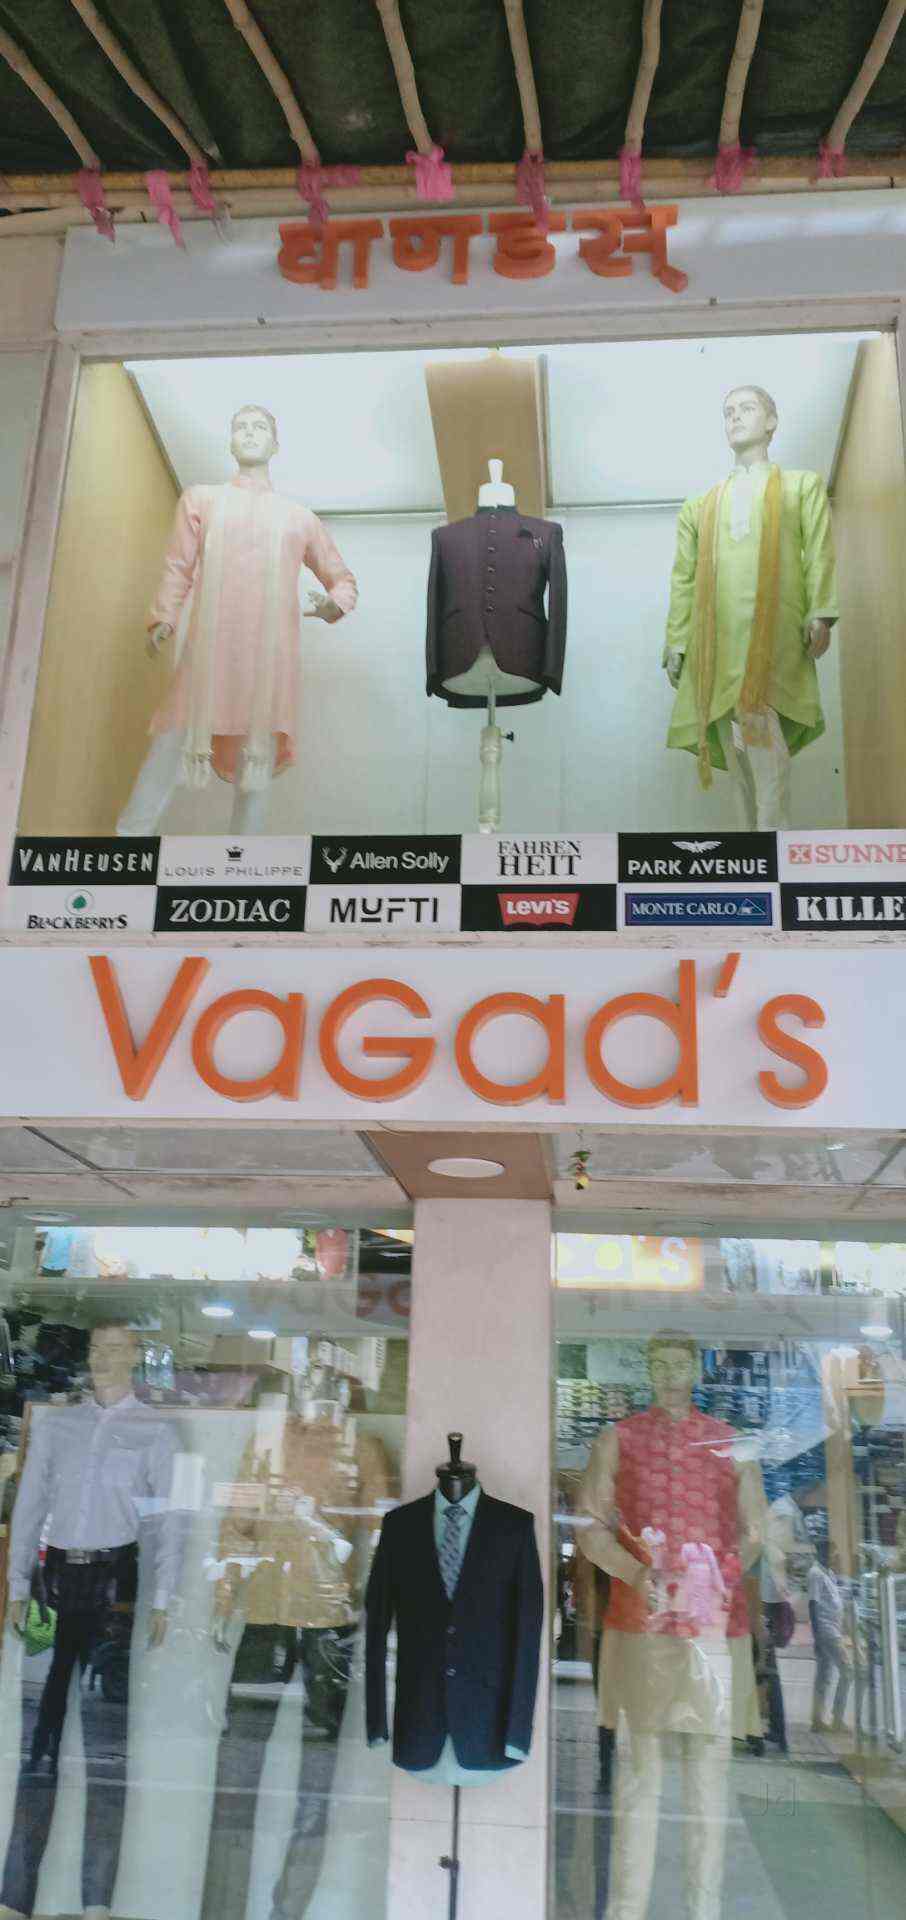 वागडस्
VANHEUSEN
LOUIS PHILIPPE
Allen Solly
FAHREN HEIT
PARK AVENUE
SUNNE
BLACKBERRYS
ZODIAC
MUFTI
LEVI'S
MONTE CARLO
KILLE
VaGad's
Jd